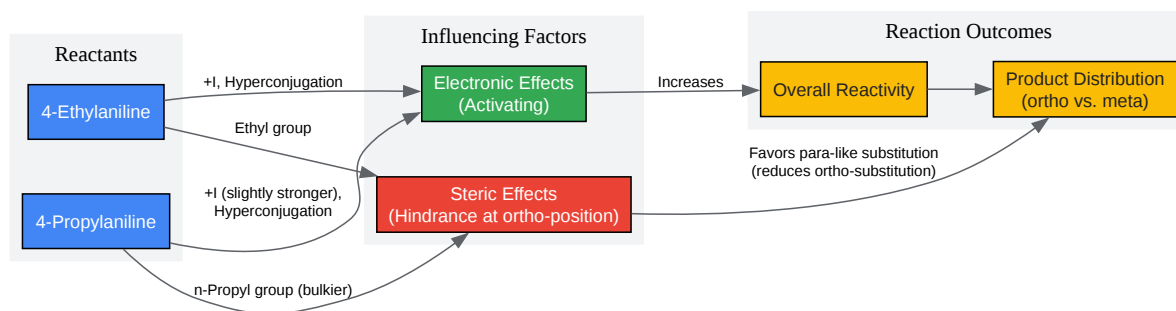 Reactants
4-Ethylaniline
4-Propylaniline
+I, Hyperconjugation
Ethyl group
+I (slightly stronger),
Hyperconjugation
n-Propyl group (bulkier)
Influencing Factors
Electronic Effects
(Activating)
Steric Effects
(Hindrance at ortho-position)
Increases
Favors para-like substitution
(reduces ortho-substitution)
Reaction Outcomes
Overall Reactivity
Product Distribution
(ortho vs. meta)